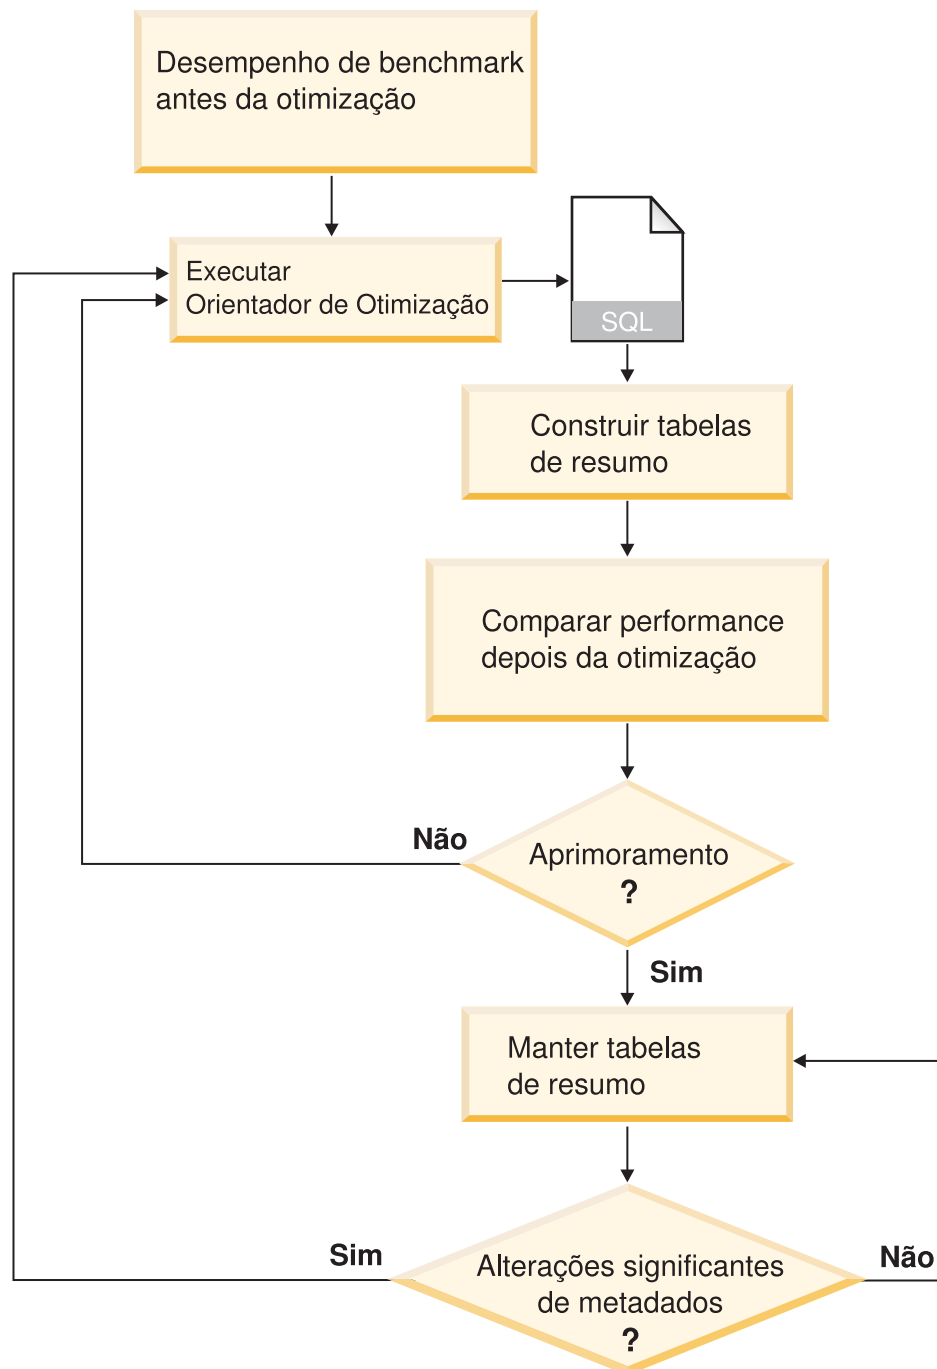 Desempenho de benchmark
antes da otimização
Executar
Orientador de Otimização
SQL
Construir tabelas
de resumo
Comparar performance
depois da otimização
Não
Aprimoramento
?
Sim
Manter tabelas
de resumo
Sim
Alterações significantes
de metadados
?
Não